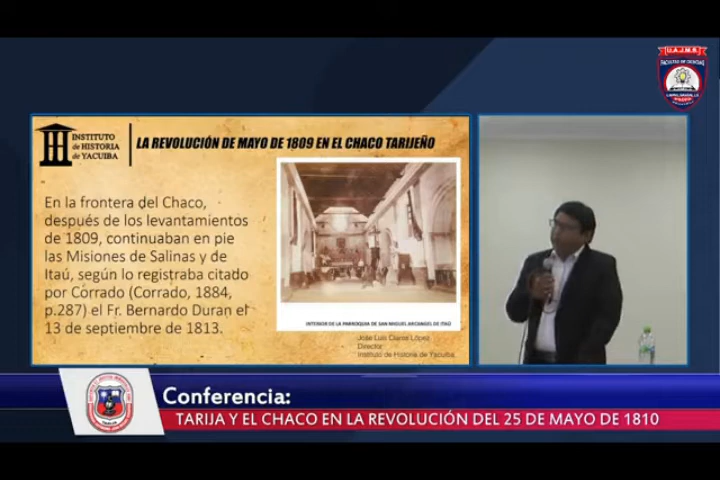 U.A.J.M.S.
FACULTAD DE CIENCIAS
INSTITUTO
de HISTORIA
de YACUIBA
LA REVOLUCIÓN DE MAYO DE 1809 EN EL CHACO TARIJEÑO
En la frontera del Chaco,
después de los levantamientos
de 1809, continuaban en pie
las Misiones de Salinas y de
Itaú, según lo registraba citado
por Corrado (Corrado, 1884,
p.287) el Fr. Bernardo Duran el
13 de septiembre de 1813.
INTERIOR DE LA PARROQUIA DE SAN MIGUEL ARCANGEL DE ITAÚ
José Luis Claros López
Director
Instituto de Historia de Yacuiba
Conferencia:
TARIJA Y EL CHACO EN LA REVOLUCIÓN DEL 25 DE MAYO DE 1810
TARIJA